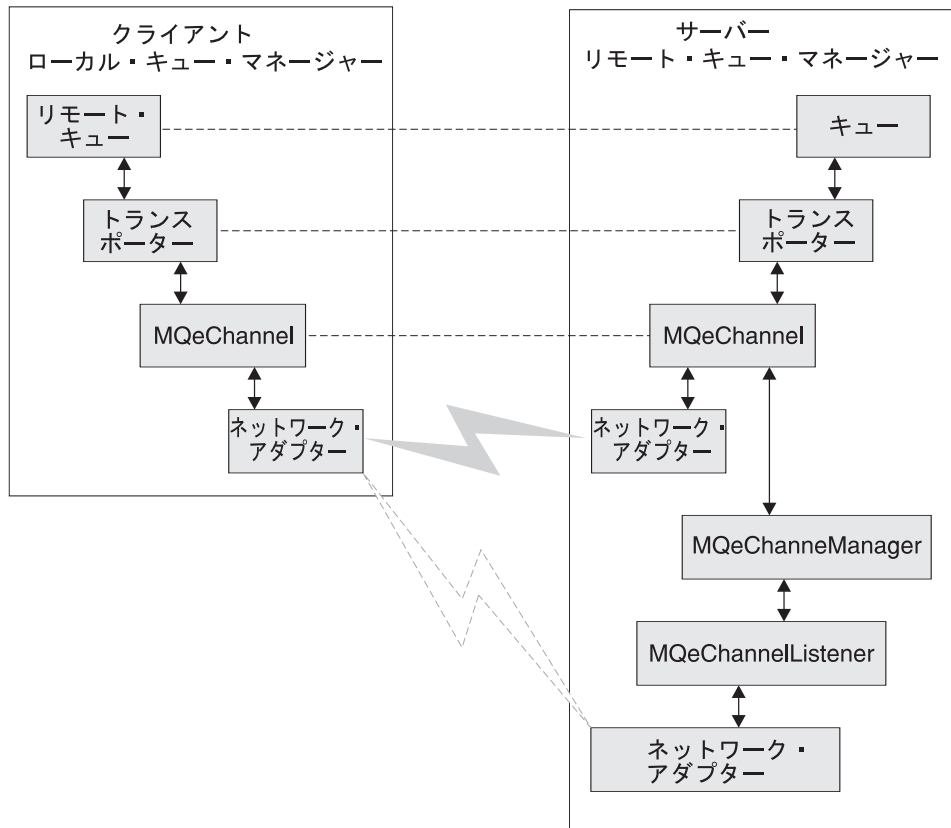 クライアント
ローカル・キュー・マネージャー
リモート・
キュー
トランス
ポーター
MQeChannel
ネットワーク・
アダプター
サーバー
リモート・キュー・マネージャー
キュー
トランス
ポーター
MQeChannel
ネットワーク・
アダプター
MQeChanneManager
MQeChannelListener
ネットワーク・
アダプター